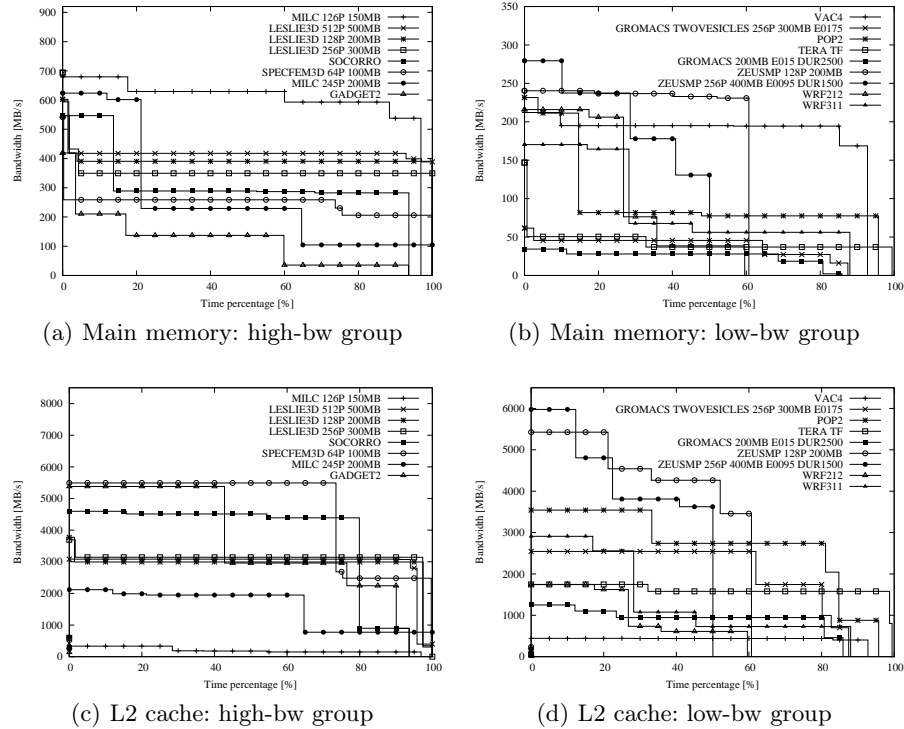 900
800
700
600
500
400
300
200
100
0
Bandwidth [MB/s]
0 20 40 60 80 100
Time percentage [%]
MILC 126P 150MB
LESLIE3D 512P 500MB
LESLIE3D 128P 200MB
LESLIE3D 256P 300MB
SOCORRO
SPECFEM3D 64P 100MB
MILC 245P 200MB
GADGET2
(a) Main memory: high-bw group
350
300
250
200
150
100
50
0
Bandwidth [MB/s]
0 20 40 60 80 100
Time percentage [%]
VAC4
GROMACS TWOVESICLES 256P 300MB E0175
POP2
TERA TF
GROMACS 200MB E015 DUR2500
ZEUSMP 128P 200MB
ZEUSMP 256P 400MB E0095 DUR1500
WRF212
WRF311
(b) Main memory: low-bw group
8000
7000
6000
5000
4000
3000
2000
1000
0
Bandwidth [MB/s]
0 20 40 60 80 100
Time percentage [%]
MILC 126P 150MB
LESLIE3D 512P 500MB
LESLIE3D 128P 200MB
LESLIE3D 256P 300MB
SOCORRO
SPECFEM3D 64P 100MB
MILC 245P 200MB
GADGET2
(c) L2 cache: high-bw group
6000
5000
4000
3000
2000
1000
0
Bandwidth [MB/s]
0 20 40 60 80 100
Time percentage [%]
VAC4
GROMACS TWOVESICLES 256P 300MB E0175
POP2
TERA TF
GROMACS 200MB E015 DUR2500
ZEUSMP 128P 200MB
ZEUSMP 256P 400MB E0095 DUR1500
WRF212
WRF311
(d) L2 cache: low-bw group